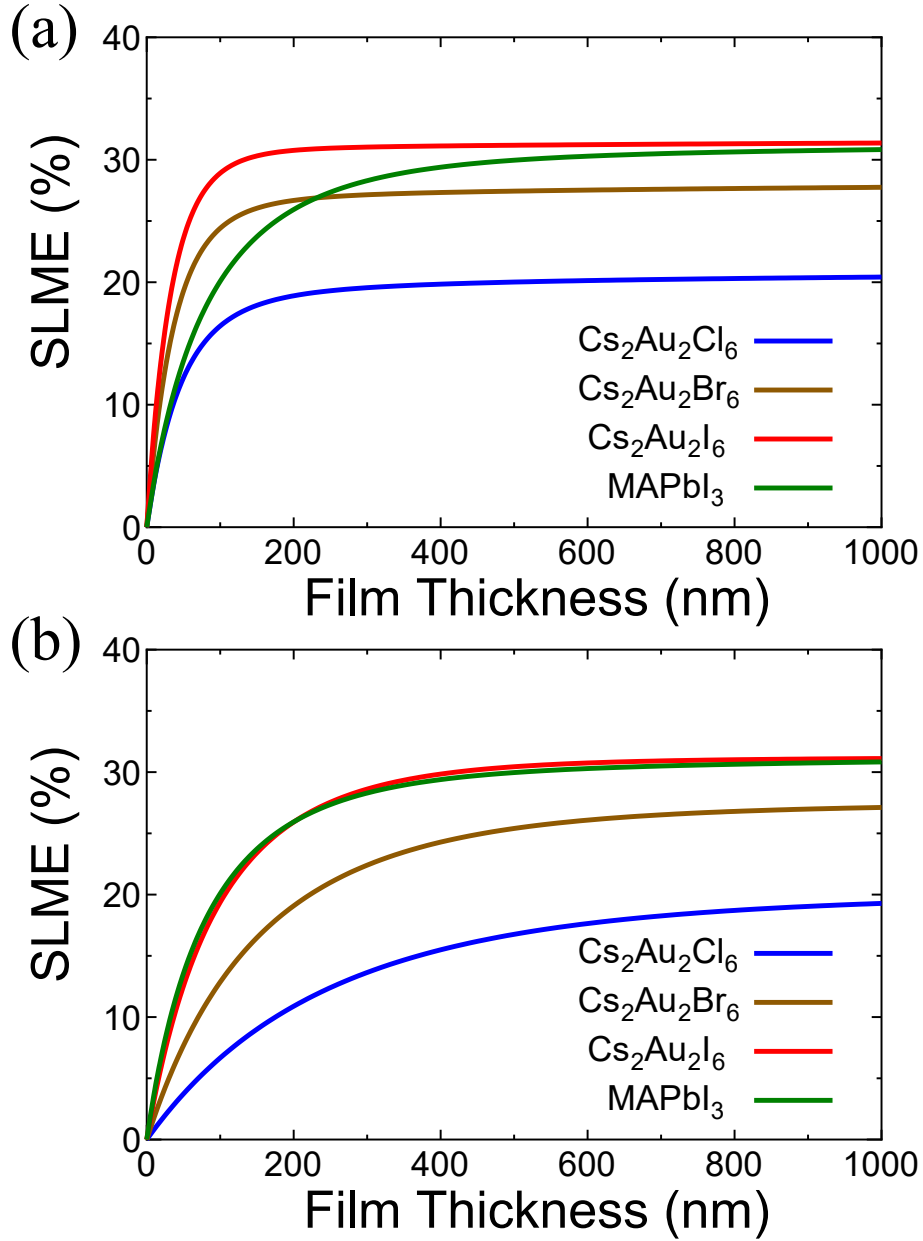 (a)
40
30
20
10
0
SLME (%)
Cs₂Au₂Cl₆
Cs₂Au₂Br₆
Cs₂Au₂I₆
MAPbI₃
0 200 400 600 800 1000
Film Thickness (nm)
(b)
40
30
20
10
0
SLME (%)
Cs₂Au₂Cl₆
Cs₂Au₂Br₆
Cs₂Au₂I₆
MAPbI₃
0 200 400 600 800 1000
Film Thickness (nm)